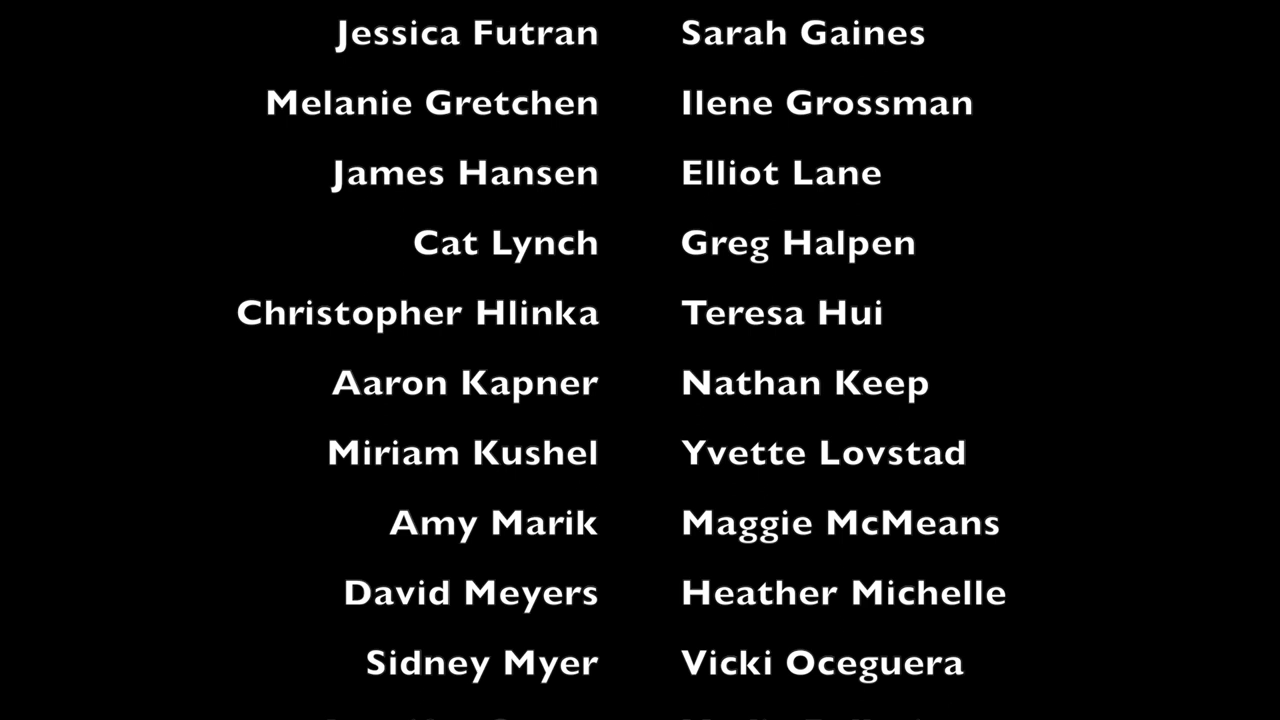 Jessica Futran Sarah Gaines
Melanie Gretchen Ilene Grossman
James Hansen Elliot Lane
Cat Lynch Greg Halpen
Christopher Hlinka Teresa Hui
Aaron Kapner Nathan Keep
Miriam Kushel Yvette Lovstad
Amy Marik Maggie McMeans
David Meyers Heather Michelle
Sidney Myer Vicki Oceguera